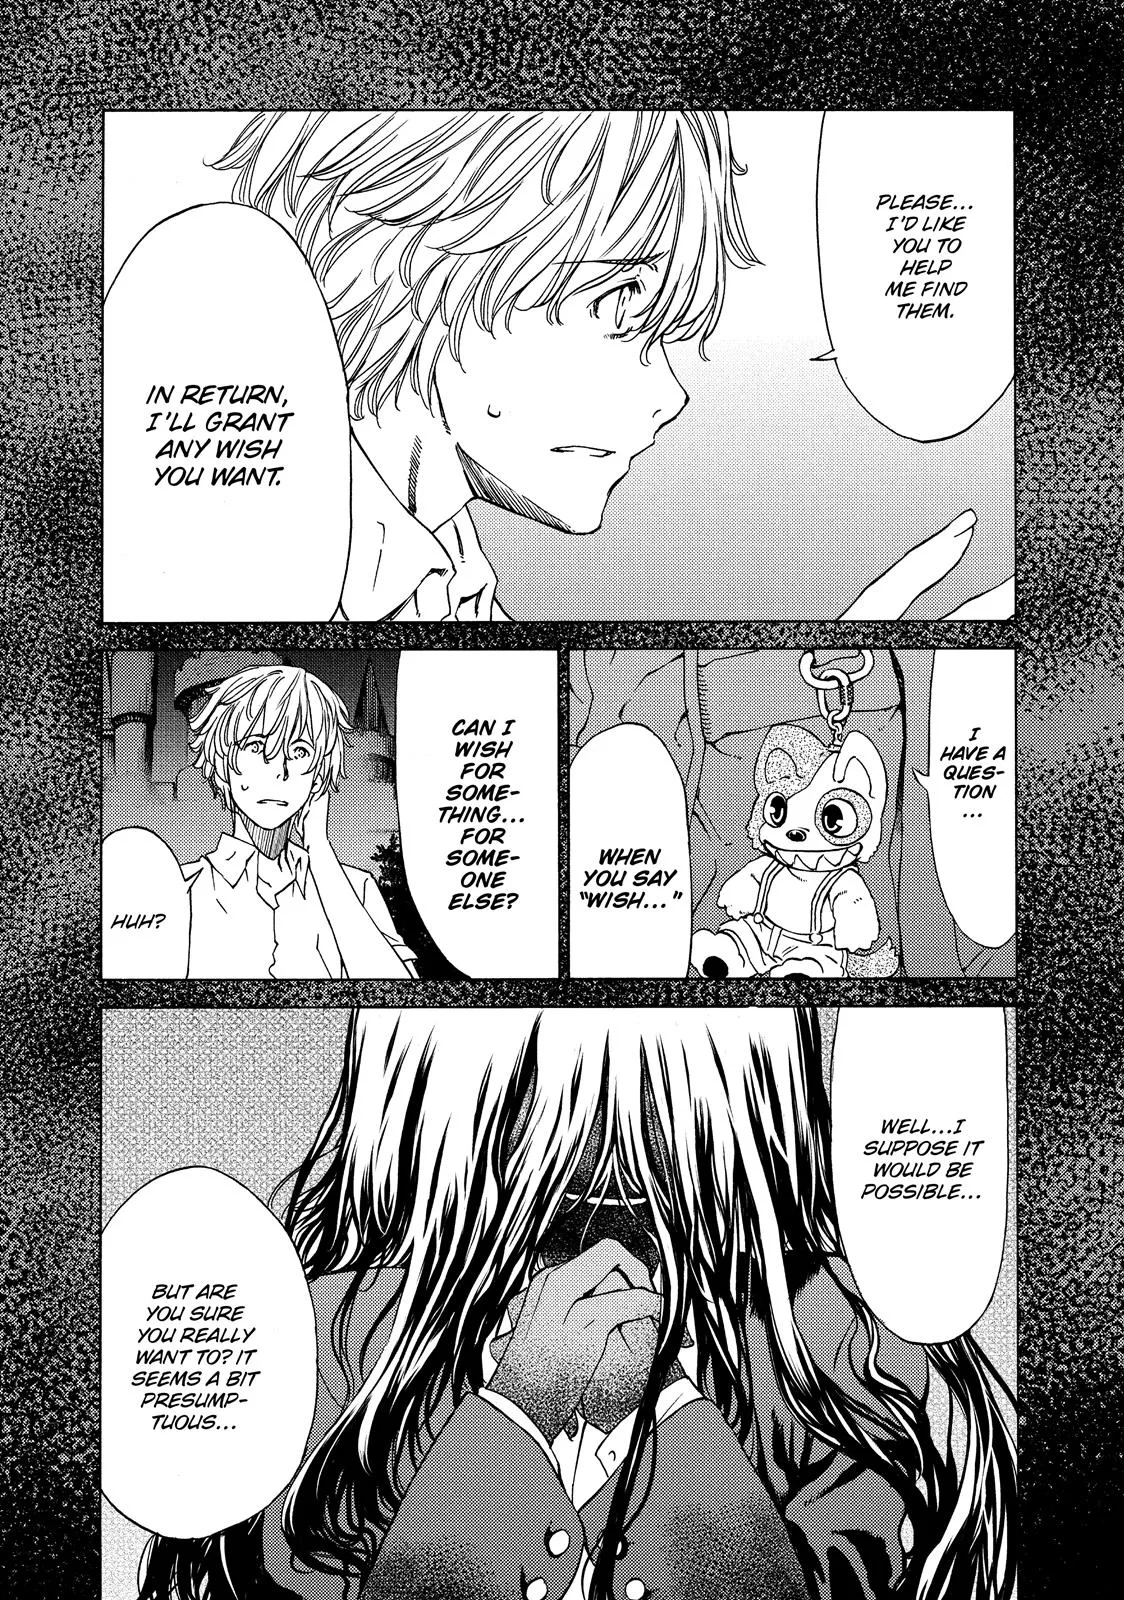 PLEASE...
I'D LIKE
YOU TO
HELP
ME FIND
THEM.
IN RETURN,
I'LL GRANT
ANY WISH
YOU WANT.
I
HAVE A
QUES-
TION
...
WHEN
YOU SAY
"WISH..."
CAN I
WISH
FOR
SOME-
THING...
FOR
SOME-
ONE
ELSE?
HUH?
WELL...I
SUPPOSE IT
WOULD BE
POSSIBLE...
BUT ARE
YOU SURE
YOU REALLY
WANT TO? IT
SEEMS A BIT
PRESUMP-
TUOUS...